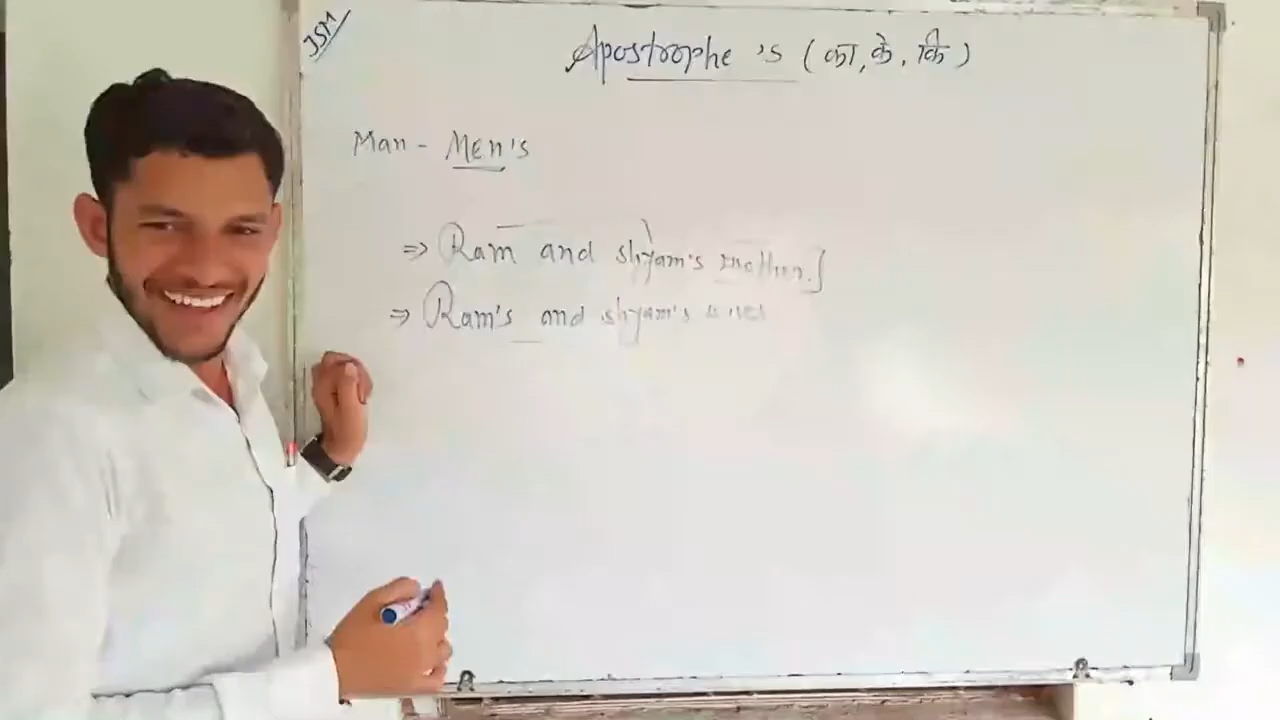 JSM
Apostrophe 's (का, के, कि)
Man - Men's
⇒ Ram and shyam's mother.
⇒ Ram's and shyam's